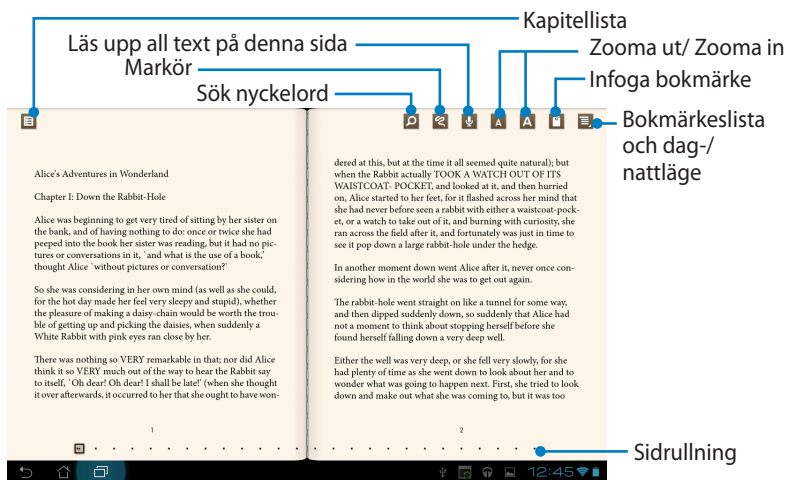 Kapitellista
Läs upp all text på denna sida
Zooma ut/ Zooma in
Markör
Infoga bokmärke
Sök nyckelord
Bokmärkeslista
och dag-/
nattläge
A
A
Alice's Adventures in Wonderland
Chapter I: Down the Rabbit-Hole
Alice was beginning to get very tired of sitting by her sister on
the bank, and of having nothing to do: once or twice she had
peeped into the book her sister was reading, but it had no pic-
tures or conversations in it, `and what is the use of a book,'
thought Alice `without pictures or conversation?'
So she was considering in her own mind (as well as she could,
for the hot day made her feel very sleepy and stupid), whether
the pleasure of making a daisy-chain would be worth the trou-
ble of getting up and picking the daisies, when suddenly a
White Rabbit with pink eyes ran close by her.
There was nothing so VERY remarkable in that; nor did Alice
think it so VERY much out of the way to hear the Rabbit say
to itself, `Oh dear! Oh dear! I shall be late!' (when she thought
it over afterwards, it occurred to her that she ought to have won-
1
dered at this, but at the time it all seemed quite natural); but
when the Rabbit actually TOOK A WATCH OUT OF ITS
WAISTCOAT- POCKET, and looked at it, and then hurried
on, Alice started to her feet, for it flashed across her mind that
she had never before seen a rabbit with either a waistcoat-pock-
et, or a watch to take out of it, and burning with curiosity, she
ran across the field after it, and fortunately was just in time to
see it pop down a large rabbit-hole under the hedge.
In another moment down went Alice after it, never once con-
sidering how in the world she was to get out again.
The rabbit-hole went straight on like a tunnel for some way,
and then dipped suddenly down, so suddenly that Alice had
not a moment to think about stopping herself before she
found herself falling down a very deep well.
Either the well was very deep, or she fell very slowly, for she
had plenty of time as she went down to look about her and to
wonder what was going to happen next. First, she tried to look
down and make out what she was coming to, but it was too
2
Sidrullning
12:45